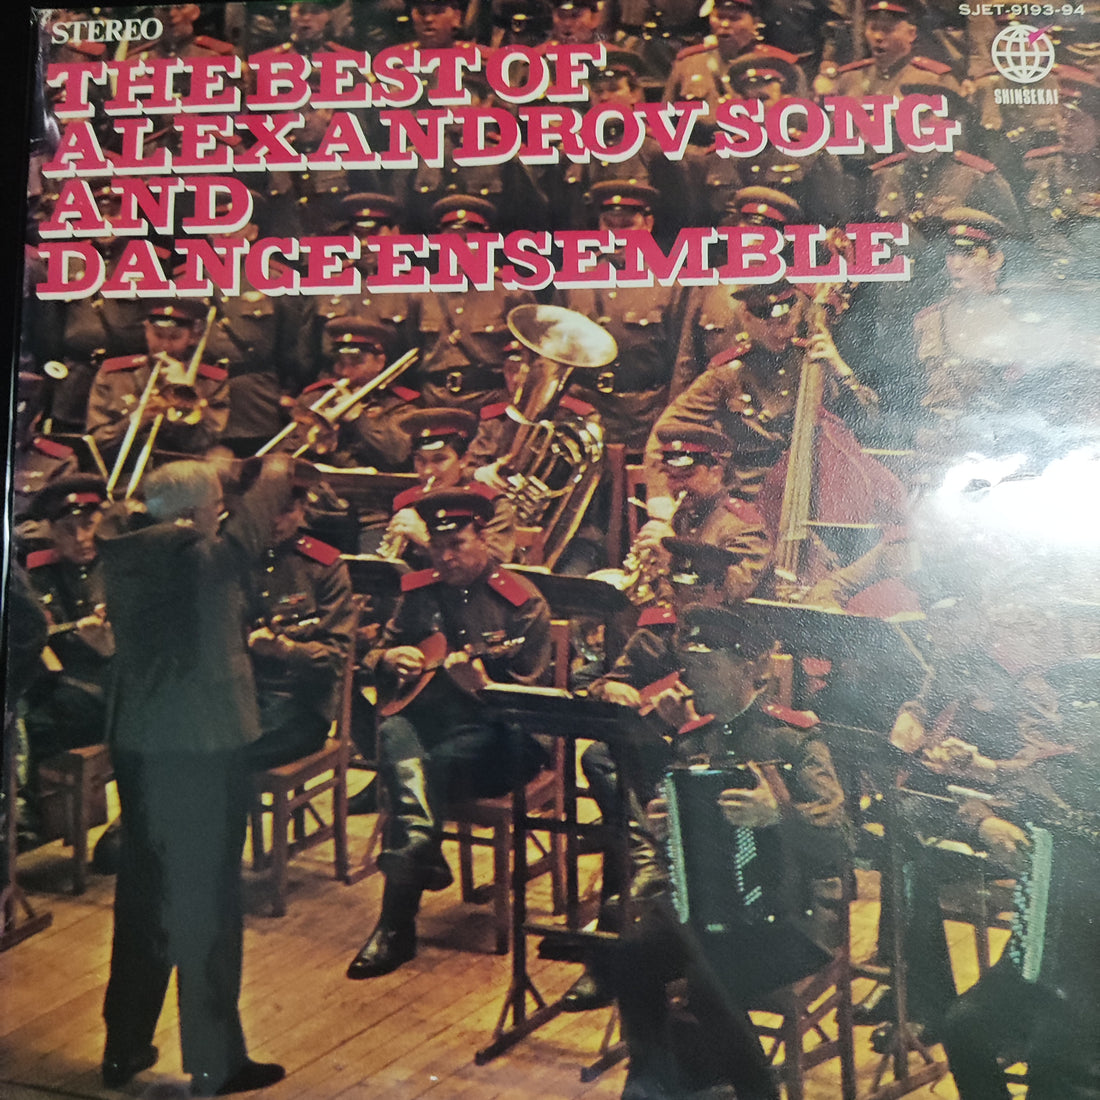 STEREO
SJET-9193-94
SHINSEKAI
THE BEST OF
ALEXANDROV SONG
AND
DANCE ENSEMBLE